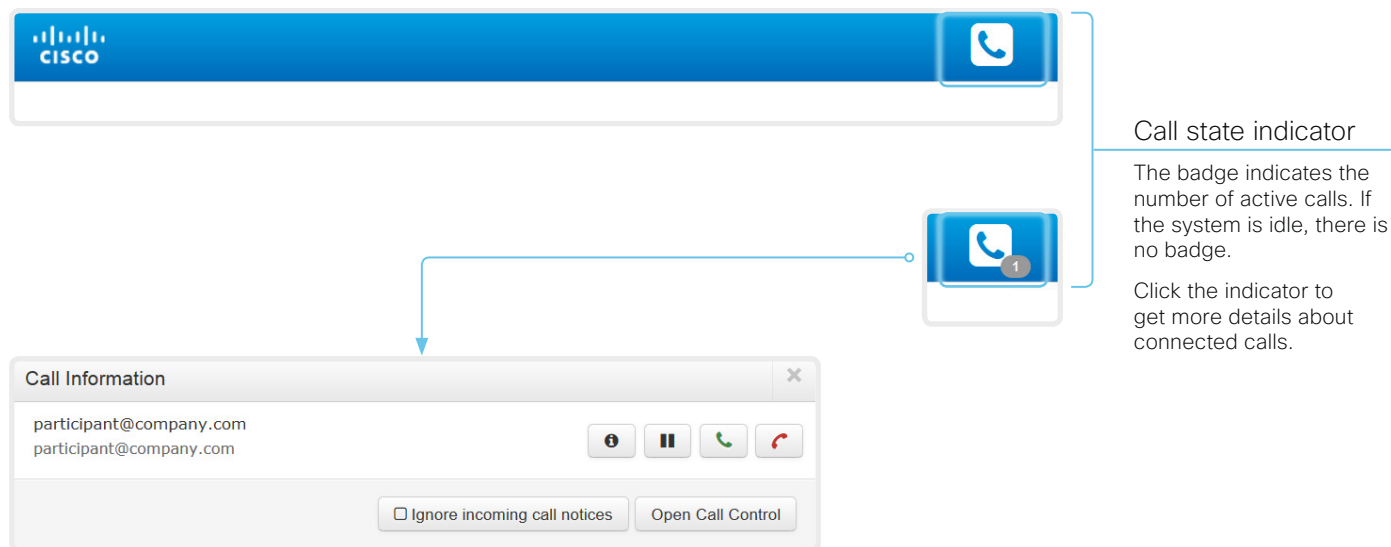 CISCO
Call state indicator
The badge indicates the
number of active calls. If
the system is idle, there is
no badge.
1
Click the indicator to
get more details about
connected calls.
Call Information
participant@company.com
participant@company.com
Ignore incoming call notices
Open Call Control